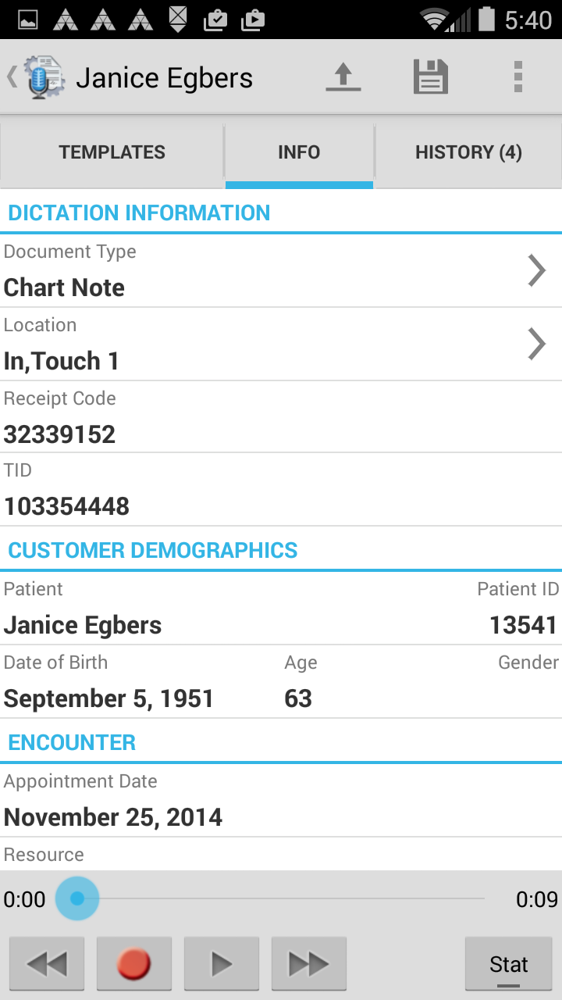 5:40
Janice Egbers
TEMPLATES INFO HISTORY (4)
DICTATION INFORMATION
Document Type
Chart Note
Location
In,Touch 1
Receipt Code
32339152
TID
103354448
CUSTOMER DEMOGRAPHICS
Patient Patient ID
Janice Egbers 13541
Date of Birth Age Gender
September 5, 1951 63
ENCOUNTER
Appointment Date
November 25, 2014
Resource
0:00 0:09
Stat